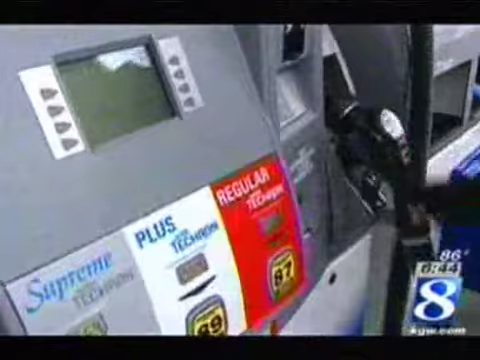 Supreme
with
TECHRON
PLUS
with
TECHRON
89
REGULAR
with
TECHRON
87
86°
6:44
8
kgw.com